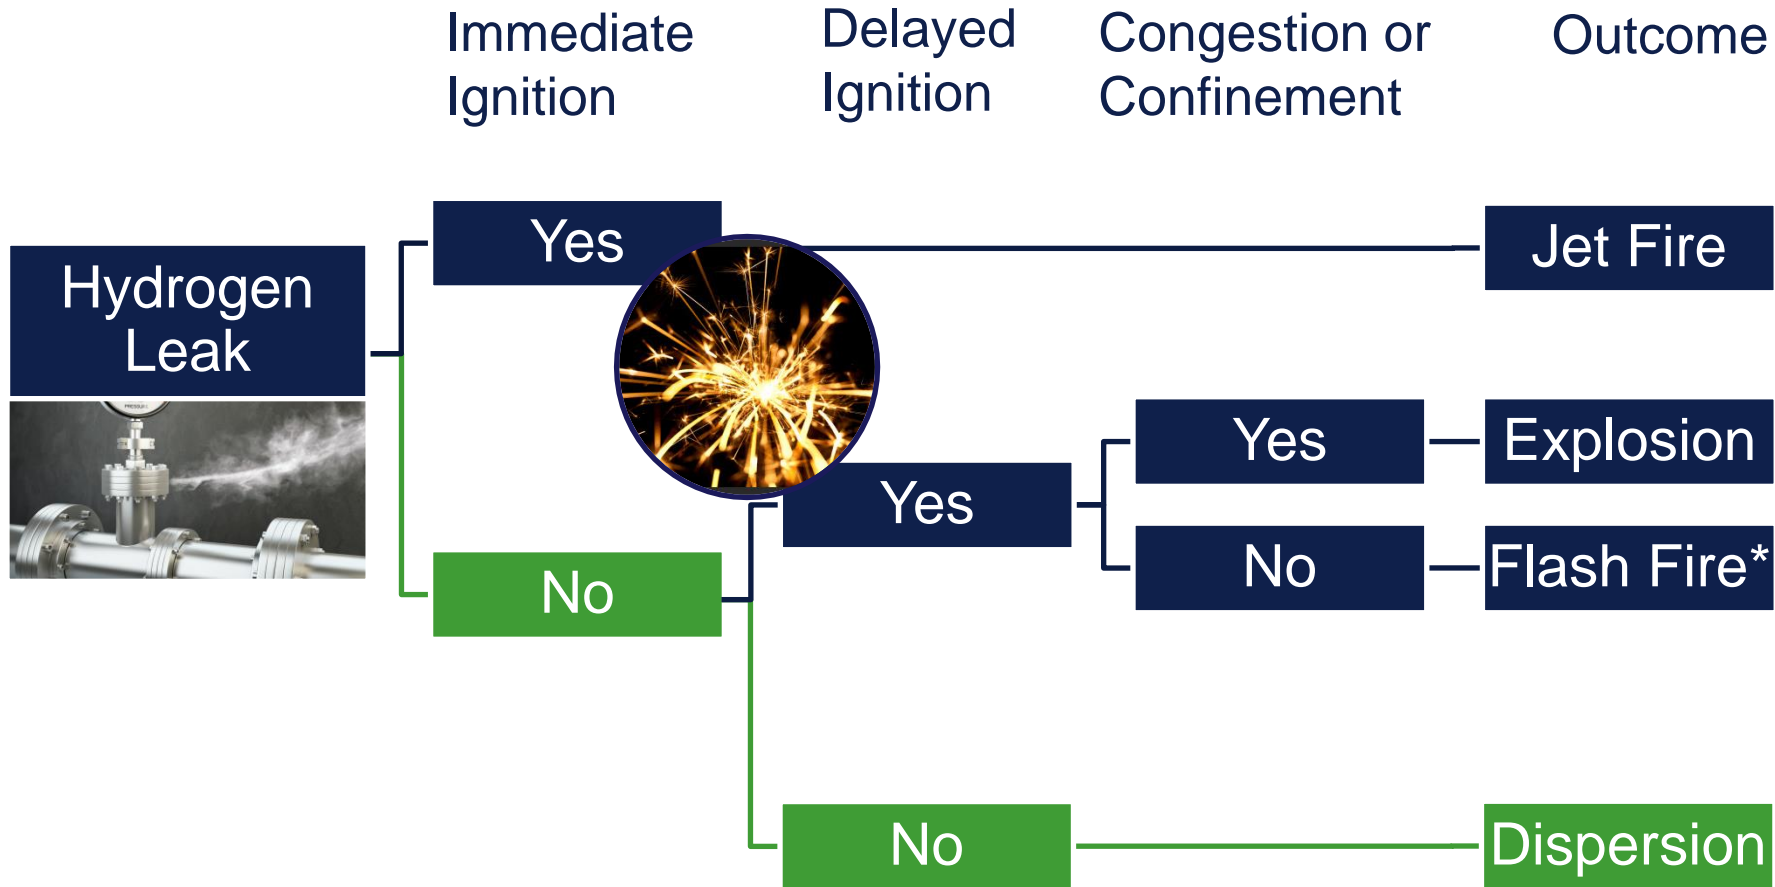 Immediate
Ignition
Delayed
Ignition
Congestion or
Confinement
Outcome
Hydrogen
Leak
PRESSURE
Yes
Jet Fire
Yes
Yes
Explosion
No
Flash Fire*
No
No
Dispersion